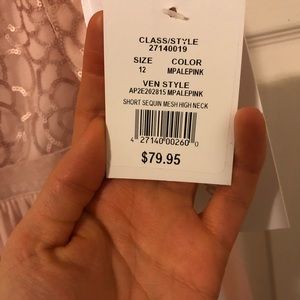 CLASS/STYLE
27140019
SIZE COLOR
12 MPALEPINK
VEN STYLE
AP2E202815 MPALEPINK
SHORT SEQUIN MESH HIGH NECK
4 27140 00260 0
$79.95